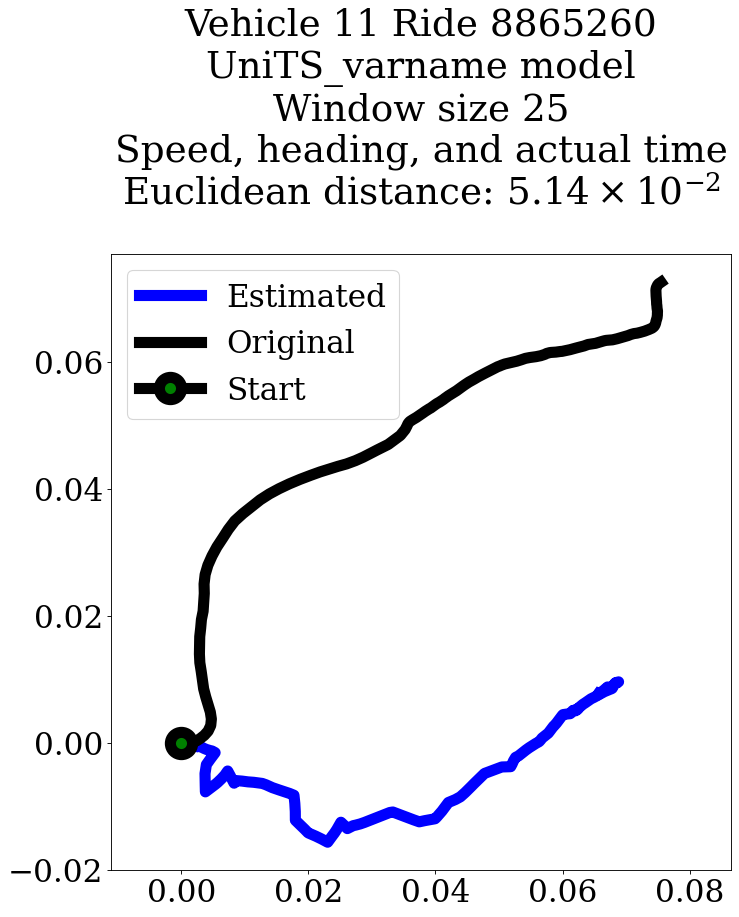 Vehicle 11 Ride 8865260
UniTS_varname model
Window size 25
Speed, heading, and actual time
Euclidean distance: 5.14 × 10⁻²
Estimated
Original
Start
0.06
0.04
0.02
0.00
−0.02
0.00 0.02 0.04 0.06 0.08